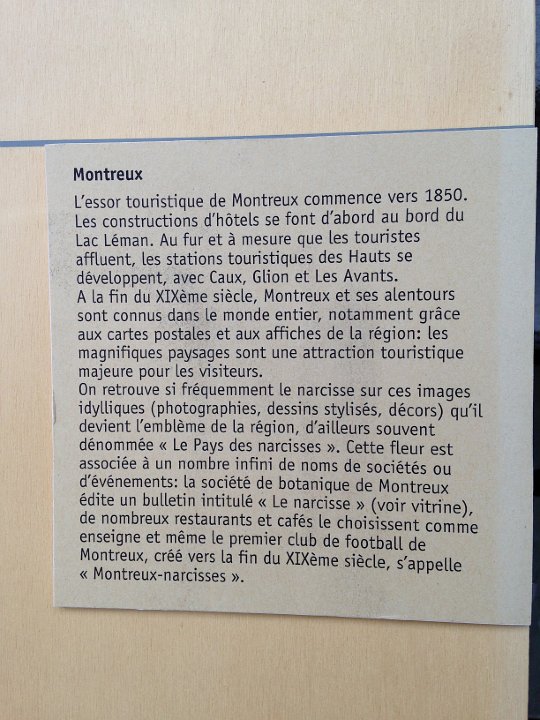 Montreux
L'essor touristique de Montreux commence vers 1850.
Les constructions d'hôtels se font d'abord au bord du
Lac Léman. Au fur et à mesure que les touristes
affluent, les stations touristiques des Hauts se
développent, avec Caux, Glion et Les Avants.
A la fin du XIXème siècle, Montreux et ses alentours
sont connus dans le monde entier, notamment grâce
aux cartes postales et aux affiches de la région: les
magnifiques paysages sont une attraction touristique
majeure pour les visiteurs.
On retrouve si fréquemment le narcisse sur ces images
idylliques (photographies, dessins stylisés, décors) qu'il
devient l'emblème de la région, d'ailleurs souvent
dénommée « Le Pays des narcisses ». Cette fleur est
associée à un nombre infini de noms de sociétés ou
d'événements: la société de botanique de Montreux
édite un bulletin intitulé « Le narcisse » (voir vitrine),
de nombreux restaurants et cafés le choisissent comme
enseigne et même le premier club de football de
Montreux, créé vers la fin du XIXème siècle, s'appelle
« Montreux-narcisses ».